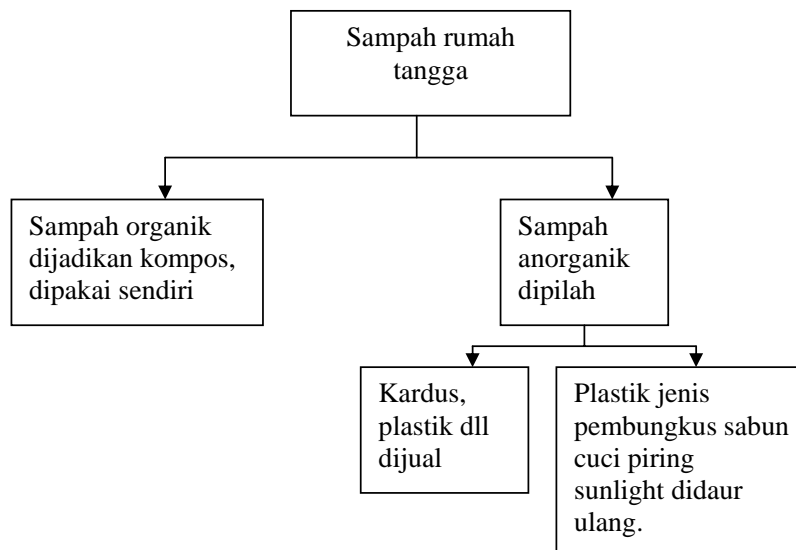 Sampah rumah
tangga
Sampah organik
dijadikan kompos,
dipakai sendiri
Sampah
anorganik
dipilah
Kardus,
plastik dll
dijual
Plastik jenis
pembungkus sabun
cuci piring
sunlight didaur
ulang.